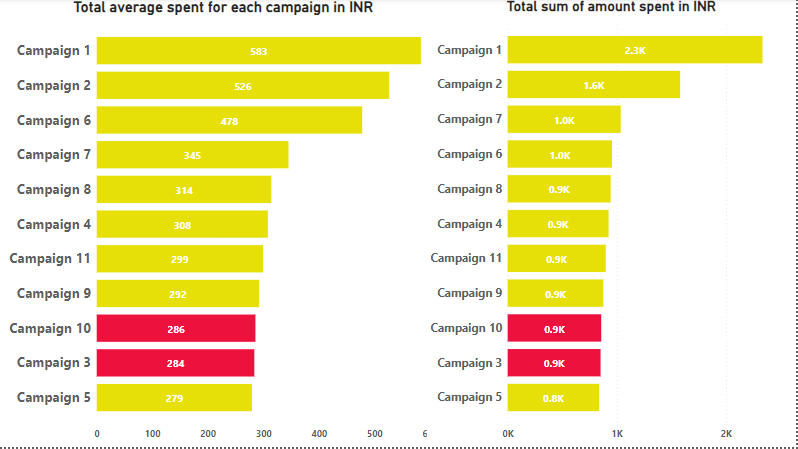 Total average spent for each campaign in INR
Campaign 1 583
Campaign 2 526
Campaign 6 478
Campaign 7 345
Campaign 8 314
Campaign 4 308
Campaign 11 299
Campaign 9 292
Campaign 10 286
Campaign 3 284
Campaign 5 279
0 100 200 300 400 500 6
Total sum of amount spent in INR
Campaign 1 2.3K
Campaign 2 1.6K
Campaign 7 1.0K
Campaign 6 1.0K
Campaign 8 0.9K
Campaign 4 0.9K
Campaign 11 0.9K
Campaign 9 0.9K
Campaign 10 0.9K
Campaign 3 0.9K
Campaign 5 0.8K
0K 1K 2K